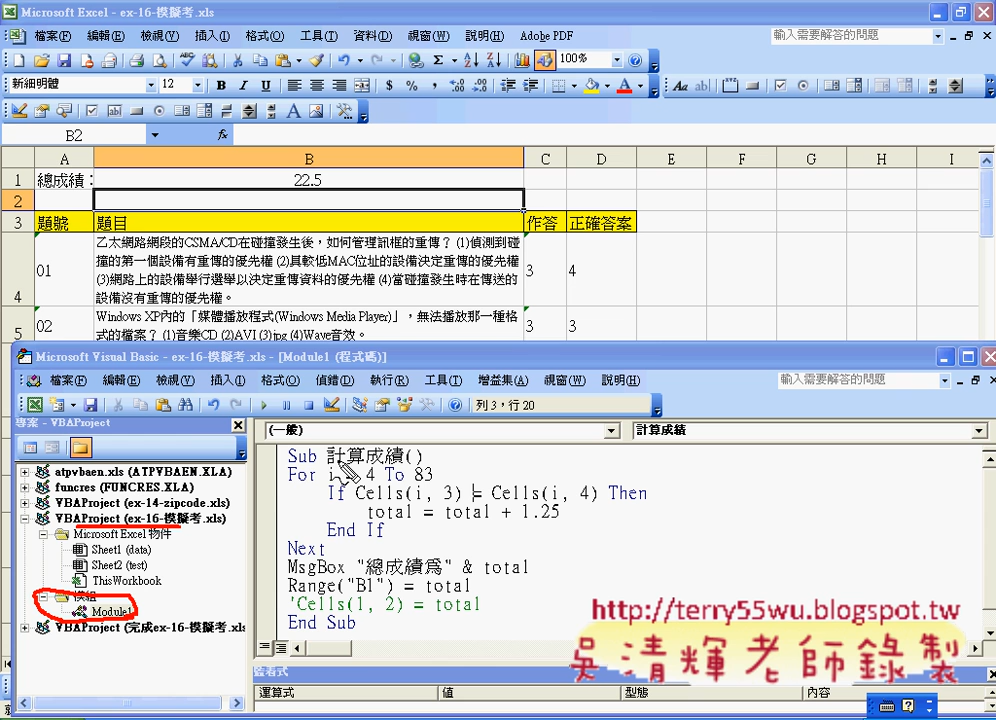 Microsoft Excel - ex-16-模擬考.xls
檔案(F) 編輯(E) 檢視(V) 插入(I) 格式(O) 工具(T) 資料(D) 視窗(W) 說明(H) Adobe PDF 輸入需要解答的問題
100%
新細明體 12 B I U $ % ,
B2 fx
A B C D E F G H I
1 總成績: 22.5
2
3 題號 題目 作答 正確答案
乙太網路網段的CSMA/CD在碰撞發生後，如何管理訊框的重傳？ (1)偵測到碰
撞的第一個設備有重傳的優先權 (2)具較低MAC位址的設備決定重傳的優先權
(3)網路上的設備舉行選舉以決定重傳資料的優先權 (4)當碰撞發生時在傳送的
設備沒有重傳的優先權。
4 01 3 4
Windows XP內的「媒體播放程式(Windows Media Player)」，無法播放那一種格
式的檔案？ (1)音樂CD (2)AVI (3)jpg (4)Wave音效。
5 02 3 3
Microsoft Visual Basic - ex-16-模擬考.xls - [Module1 (程式碼)]
檔案(F) 編輯(E) 檢視(V) 插入(I) 格式(O) 偵錯(D) 執行(R) 工具(T) 增益集(A) 視窗(W) 說明(H) 輸入需要解答的問題
列 3，行 20
專案 - VBAProject
(一般) 計算成績
atpvbaen.xls (ATPVBAEN.XLA)
funcres (FUNCRES.XLA)
VBAProject (ex-14-zipcode.xls)
VBAProject (ex-16-模擬考.xls)
Microsoft Excel 物件
Sheet1 (data)
Sheet2 (test)
ThisWorkbook
模組
Module1
VBAProject (完成ex-16-模擬考.xls
Sub 計算成績()
For i = 4 To 83
If Cells(i, 3) = Cells(i, 4) Then
total = total + 1.25
End If
Next
MsgBox "總成績為" & total
Range("B1") = total
'Cells(1, 2) = total
End Sub
http://terry55wu.blogspot.tw
吳清輝老師錄製
監看式
運算式 值 型態 內容